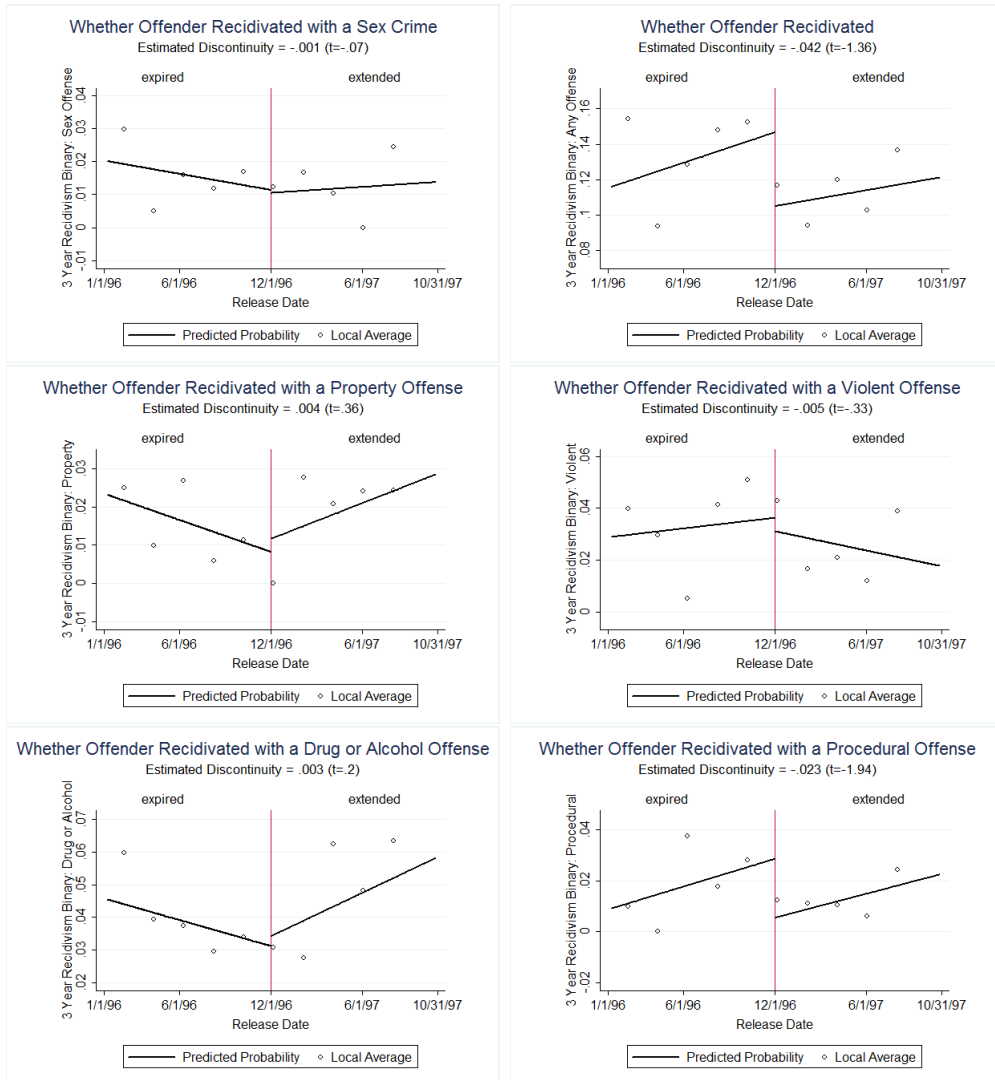 Whether Offender Recidivated with a Sex Crime
Estimated Discontinuity = -.001 (t=-.07)
expired
extended
3 Year Recidivism Binary: Sex Offense
.04
.03
.02
.01
0
-.01
1/1/96
6/1/96
12/1/96
6/1/97
10/31/97
Release Date
Predicted Probability
Local Average
Whether Offender Recidivated
Estimated Discontinuity = -.042 (t=-1.36)
expired
extended
3 Year Recidivism Binary: Any Offense
.16
.14
.12
.1
.08
1/1/96
6/1/96
12/1/96
6/1/97
10/31/97
Release Date
Predicted Probability
Local Average
Whether Offender Recidivated with a Property Offense
Estimated Discontinuity = .004 (t=.36)
expired
extended
3 Year Recidivism Binary: Property
.03
.02
.01
0
-.01
1/1/96
6/1/96
12/1/96
6/1/97
10/31/97
Release Date
Predicted Probability
Local Average
Whether Offender Recidivated with a Violent Offense
Estimated Discontinuity = -.005 (t=-.33)
expired
extended
3 Year Recidivism Binary: Violent
.06
.04
.02
0
1/1/96
6/1/96
12/1/96
6/1/97
10/31/97
Release Date
Predicted Probability
Local Average
Whether Offender Recidivated with a Drug or Alcohol Offense
Estimated Discontinuity = .003 (t=.2)
expired
extended
3 Year Recidivism Binary: Drug or Alcohol
.07
.06
.05
.04
.03
.02
1/1/96
6/1/96
12/1/96
6/1/97
10/31/97
Release Date
Predicted Probability
Local Average
Whether Offender Recidivated with a Procedural Offense
Estimated Discontinuity = -.023 (t=-1.94)
expired
extended
3 Year Recidivism Binary: Procedural
.04
.02
0
-.02
1/1/96
6/1/96
12/1/96
6/1/97
10/31/97
Release Date
Predicted Probability
Local Average